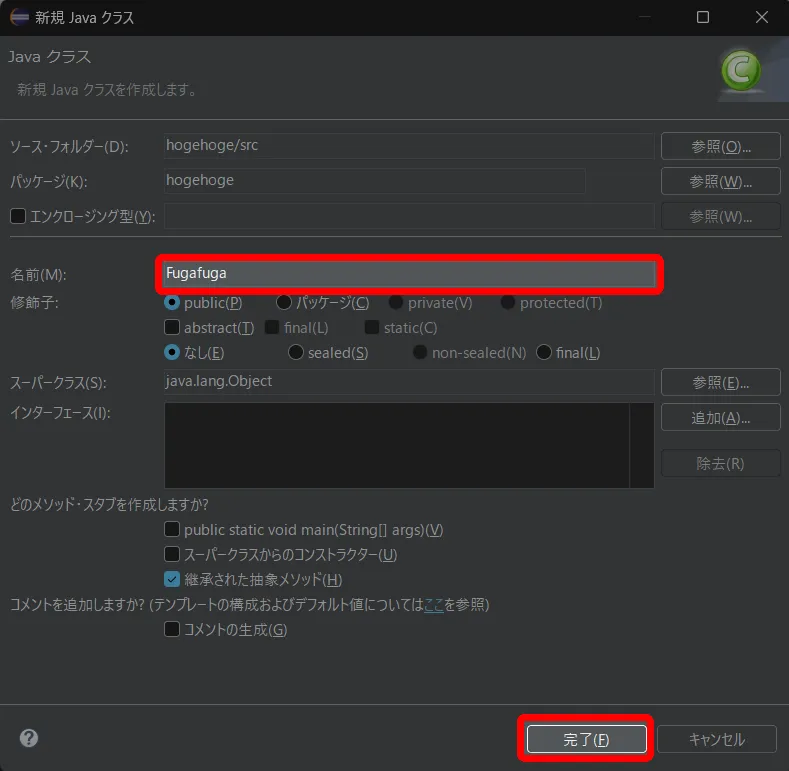 新規 Java クラス
Java クラス
新規 Java クラスを作成します。
C
ソース・フォルダー(D): hogehoge/src 参照(O)...
パッケージ(K): hogehoge 参照(W)...
エンクロージング型(Y): 参照(W)...
名前(M): Fugafuga
修飾子: public(P) パッケージ(C) private(V) protected(T)
abstract(T) final(L) static(C)
なし(E) sealed(S) non-sealed(N) final(L)
スーパークラス(S): java.lang.Object 参照(E)...
インターフェース(I): 追加(A)...
除去(R)
どのメソッド・スタブを作成しますか?
public static void main(String[] args)(V)
スーパークラスからのコンストラクター(U)
継承された抽象メソッド(H)
コメントを追加しますか? (テンプレートの構成およびデフォルト値についてはここを参照)
コメントの生成(G)
? 完了(F) キャンセル